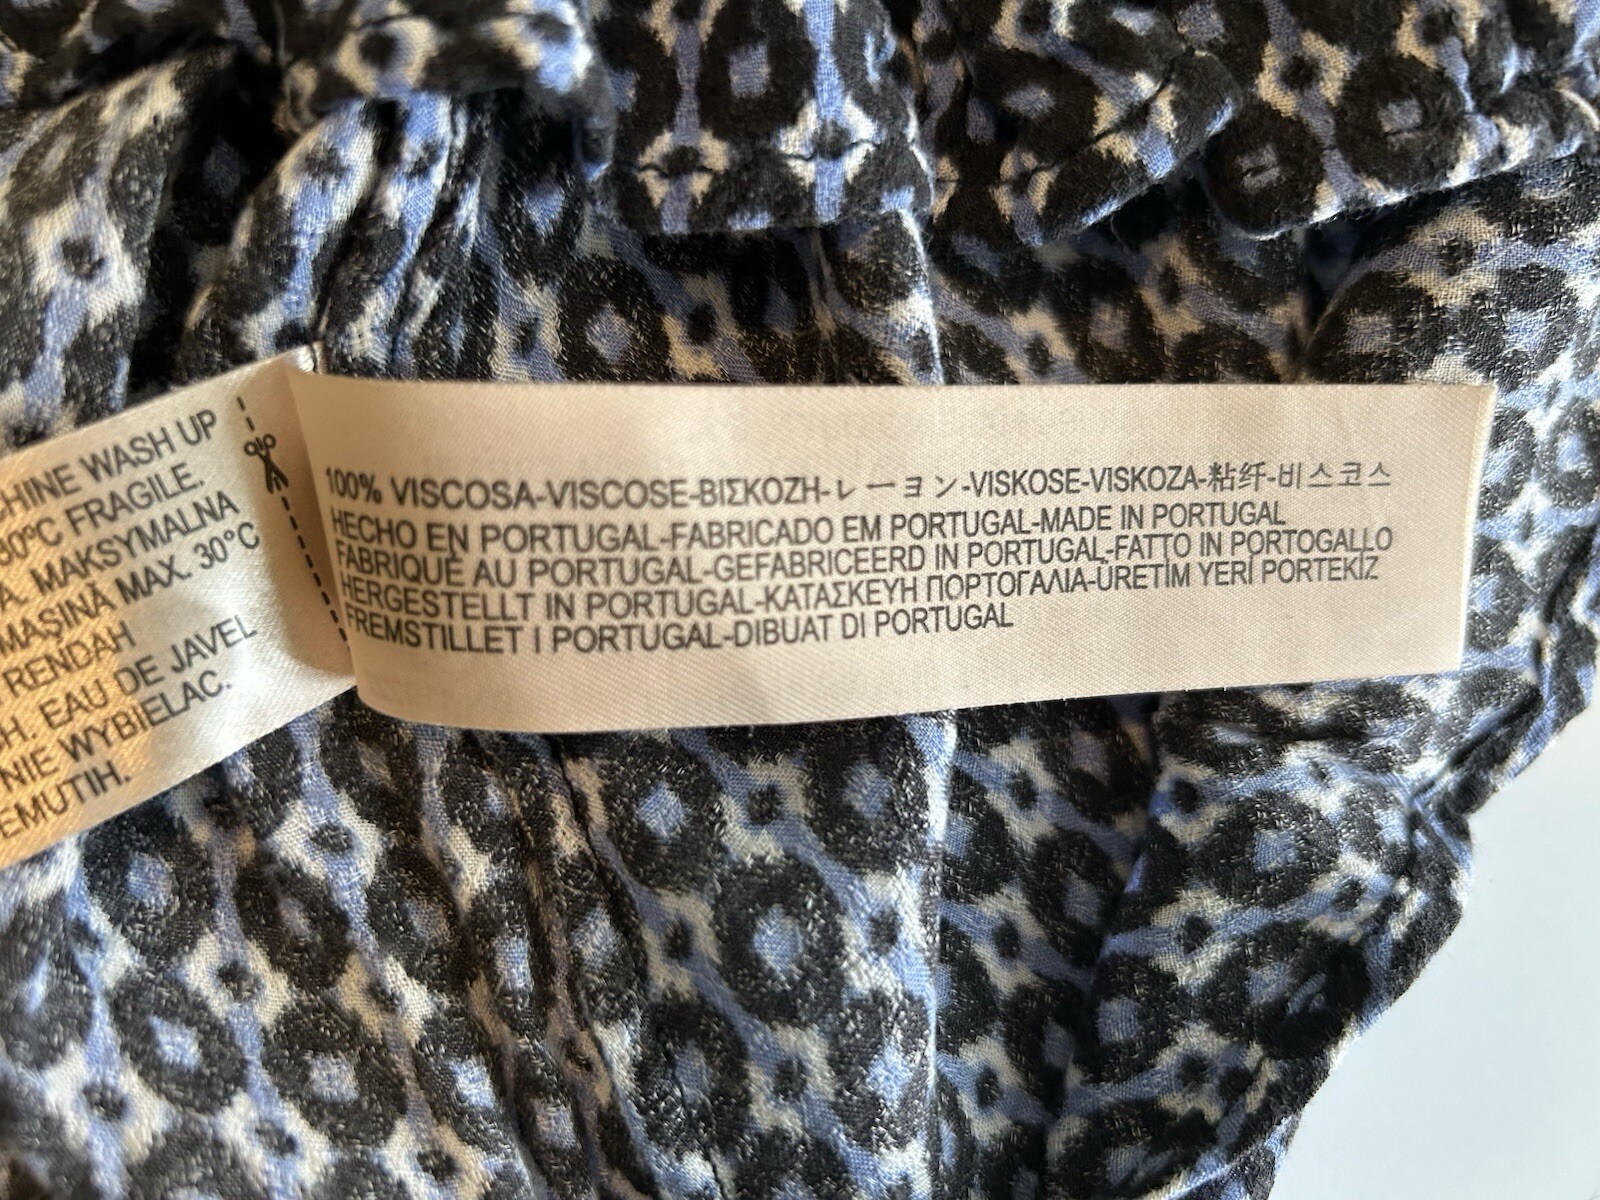 CHINE WASH UP
30°C FRAGILE.
A. MAKSYMALNA
MAŞINĂ MAX. 30°C
RENDAH
H. EAU DE JAVEL
NIE WYBIELAC.
EMUTIH.
100% VISCOSA-VISCOSE-ΒΙΣΚΟΖΗ-レーヨン-VISKOSE-VISKOZA-粘纤-비스코스
HECHO EN PORTUGAL-FABRICADO EM PORTUGAL-MADE IN PORTUGAL
FABRIQUÉ AU PORTUGAL-GEFABRICEERD IN PORTUGAL-FATTO IN PORTOGALLO
HERGESTELLT IN PORTUGAL-ΚΑΤΑΣΚΕΥΗ ΠΟΡΤΟΓΑΛΙΑ-ÜRETİM YERİ PORTEKİZ
FREMSTILLET I PORTUGAL-DIBUAT DI PORTUGAL